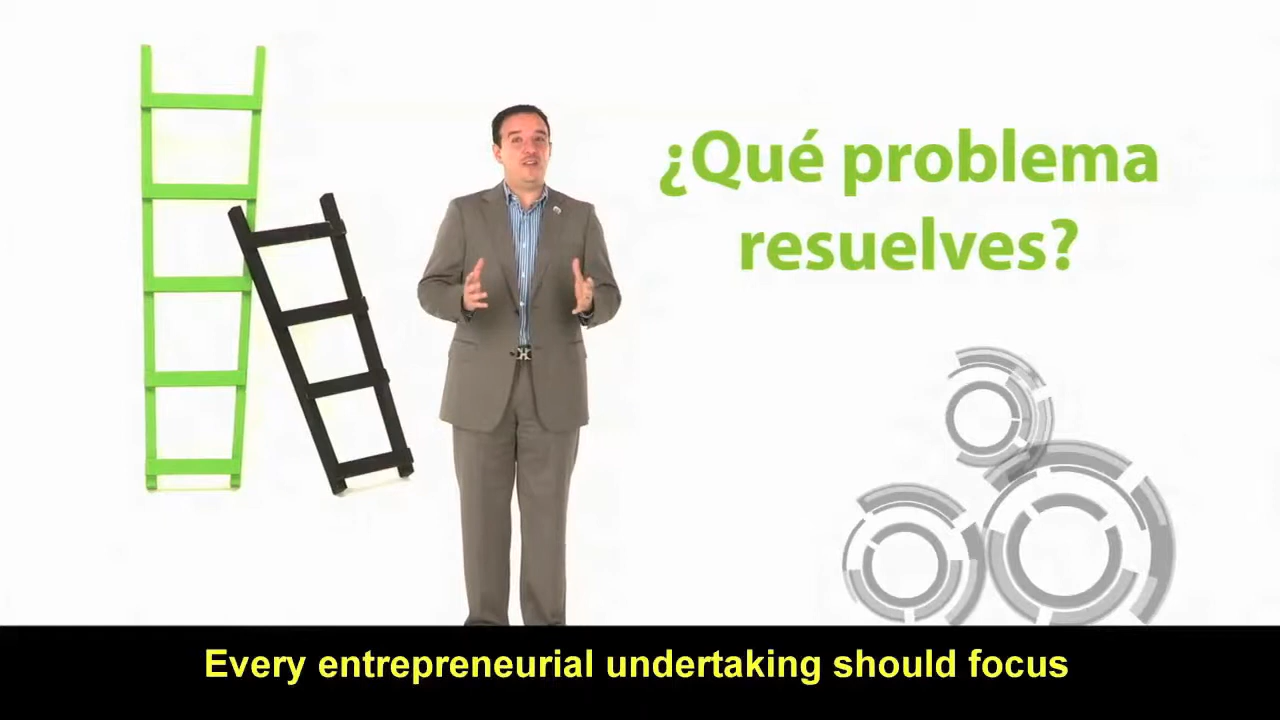 ¿Qué problema
resuelves?
Every entrepreneurial undertaking should focus